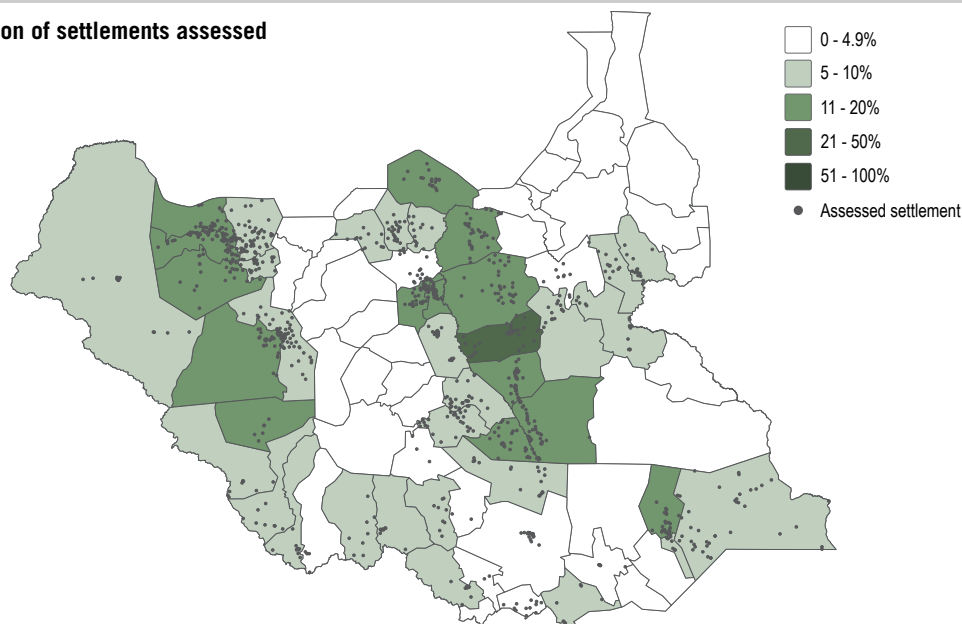 on of settlements assessed
0 - 4.9%
5 - 10%
11 - 20%
21 - 50%
51 - 100%
Assessed settlement